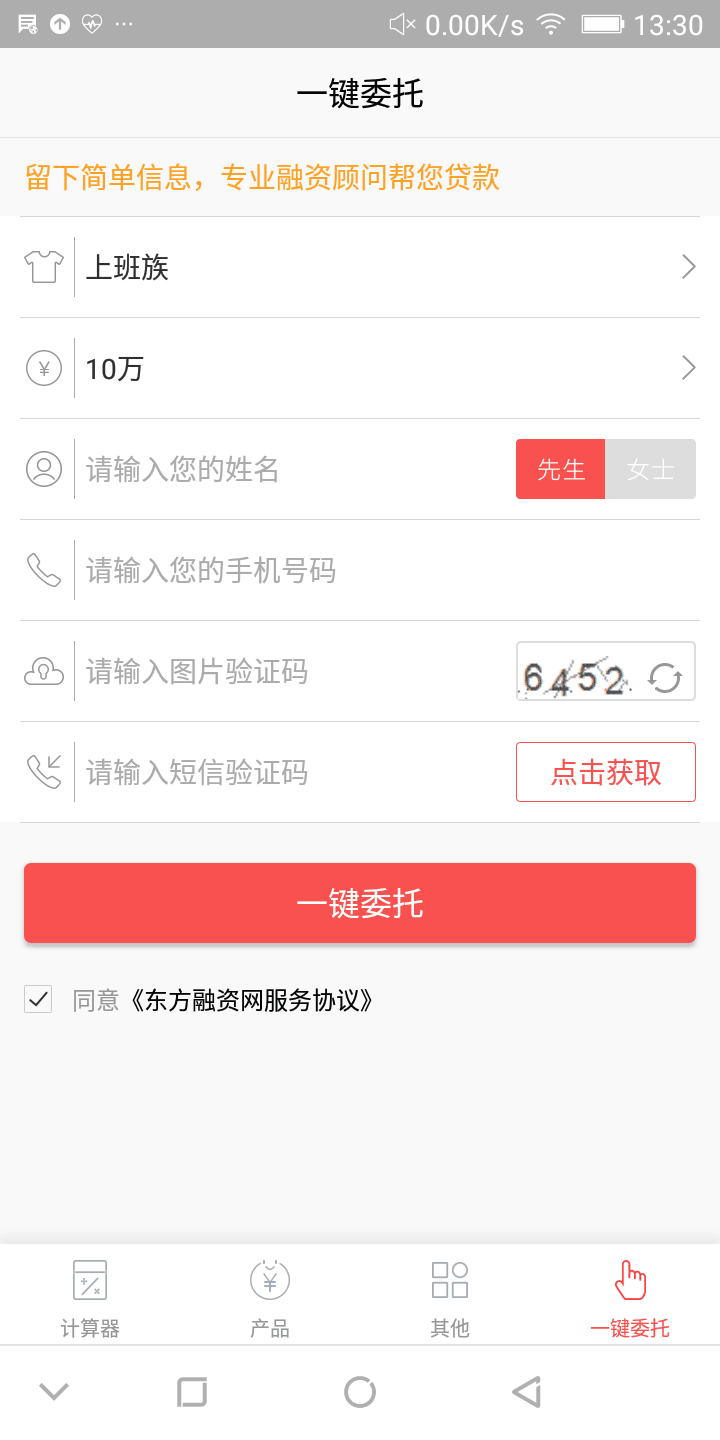 0.00K/s 13:30
一键委托
留下简单信息，专业融资顾问帮您贷款
上班族
10万
请输入您的姓名 先生 女士
请输入您的手机号码
请输入图片验证码 6452
请输入短信验证码 点击获取
一键委托
同意《东方融资网服务协议》
计算器 产品 其他 一键委托